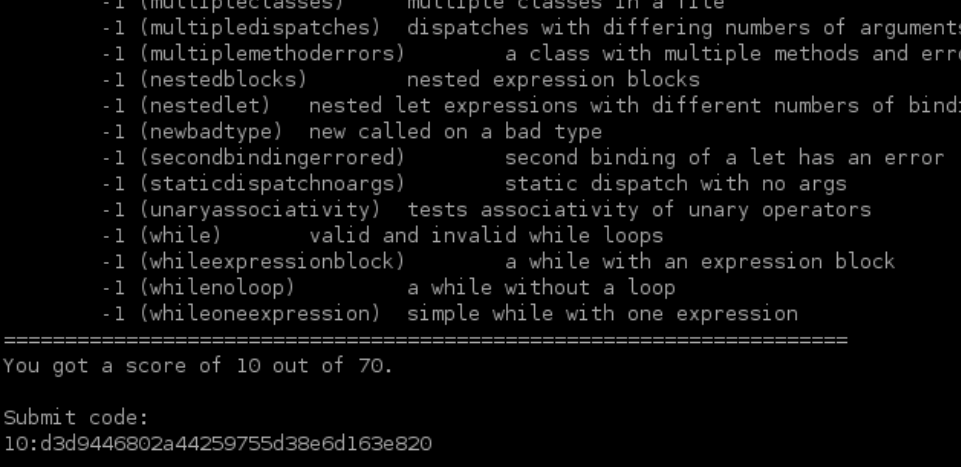 -1 (multipleclasses) multiple classes in a file
-1 (multipledispatches) dispatches with differing numbers of arguments
-1 (multiplemethoderrors) a class with multiple methods and erro
-1 (nestedblocks) nested expression blocks
-1 (nestedlet) nested let expressions with different numbers of bindi
-1 (newbadtype) new called on a bad type
-1 (secondbindingerrored) second binding of a let has an error
-1 (staticdispatchnoargs) static dispatch with no args
-1 (unaryassociativity) tests associativity of unary operators
-1 (while) valid and invalid while loops
-1 (whileexpressionblock) a while with an expression block
-1 (whilenoloop) a while without a loop
-1 (whileoneexpression) simple while with one expression
=====================================================================
You got a score of 10 out of 70.
Submit code:
10:d3d9446802a44259755d38e6d163e820